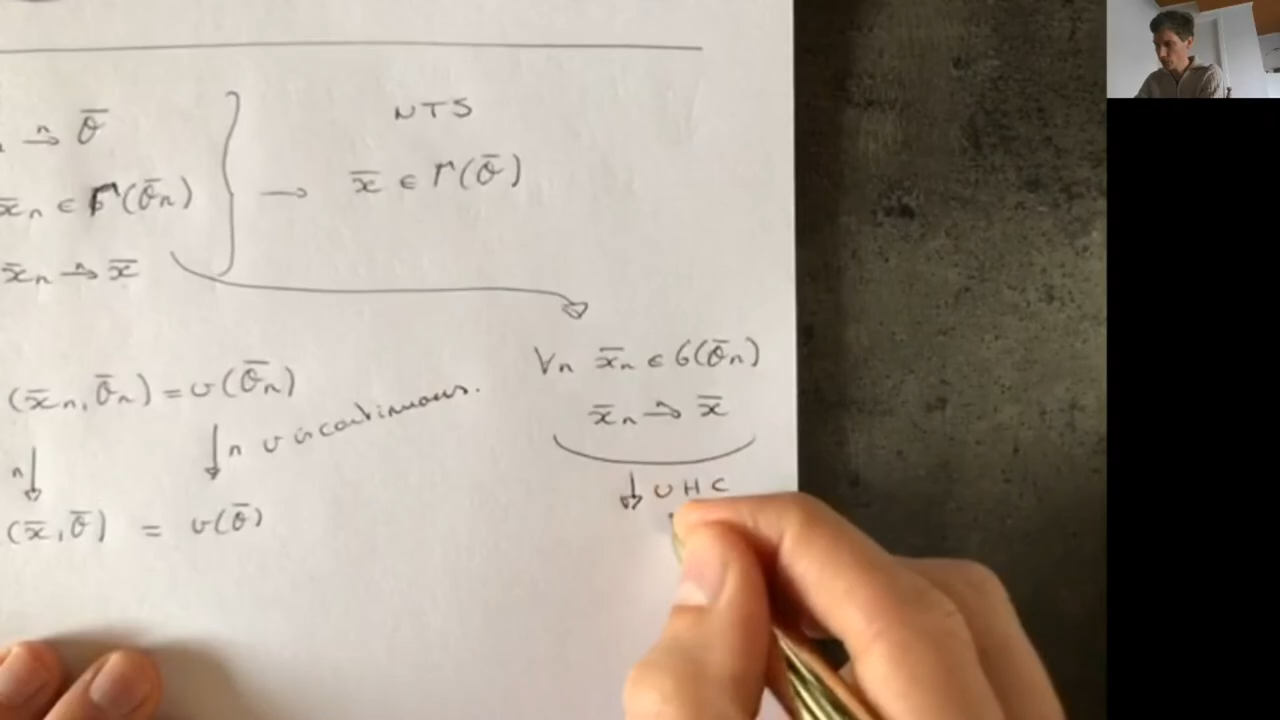 n→ θ̄
NTS
x̄n ∈ Γ(θ̄n) → x̄ ∈ Γ(θ̄)
x̄n n→ x̄
∀n x̄n ∈ G(θ̄n)
(x̄n, θ̄n) = v(θ̄n)
x̄n n→ x̄
n↓ ↓n v is continuous.
↓ UHC
(x̄, θ̄) = v(θ̄)